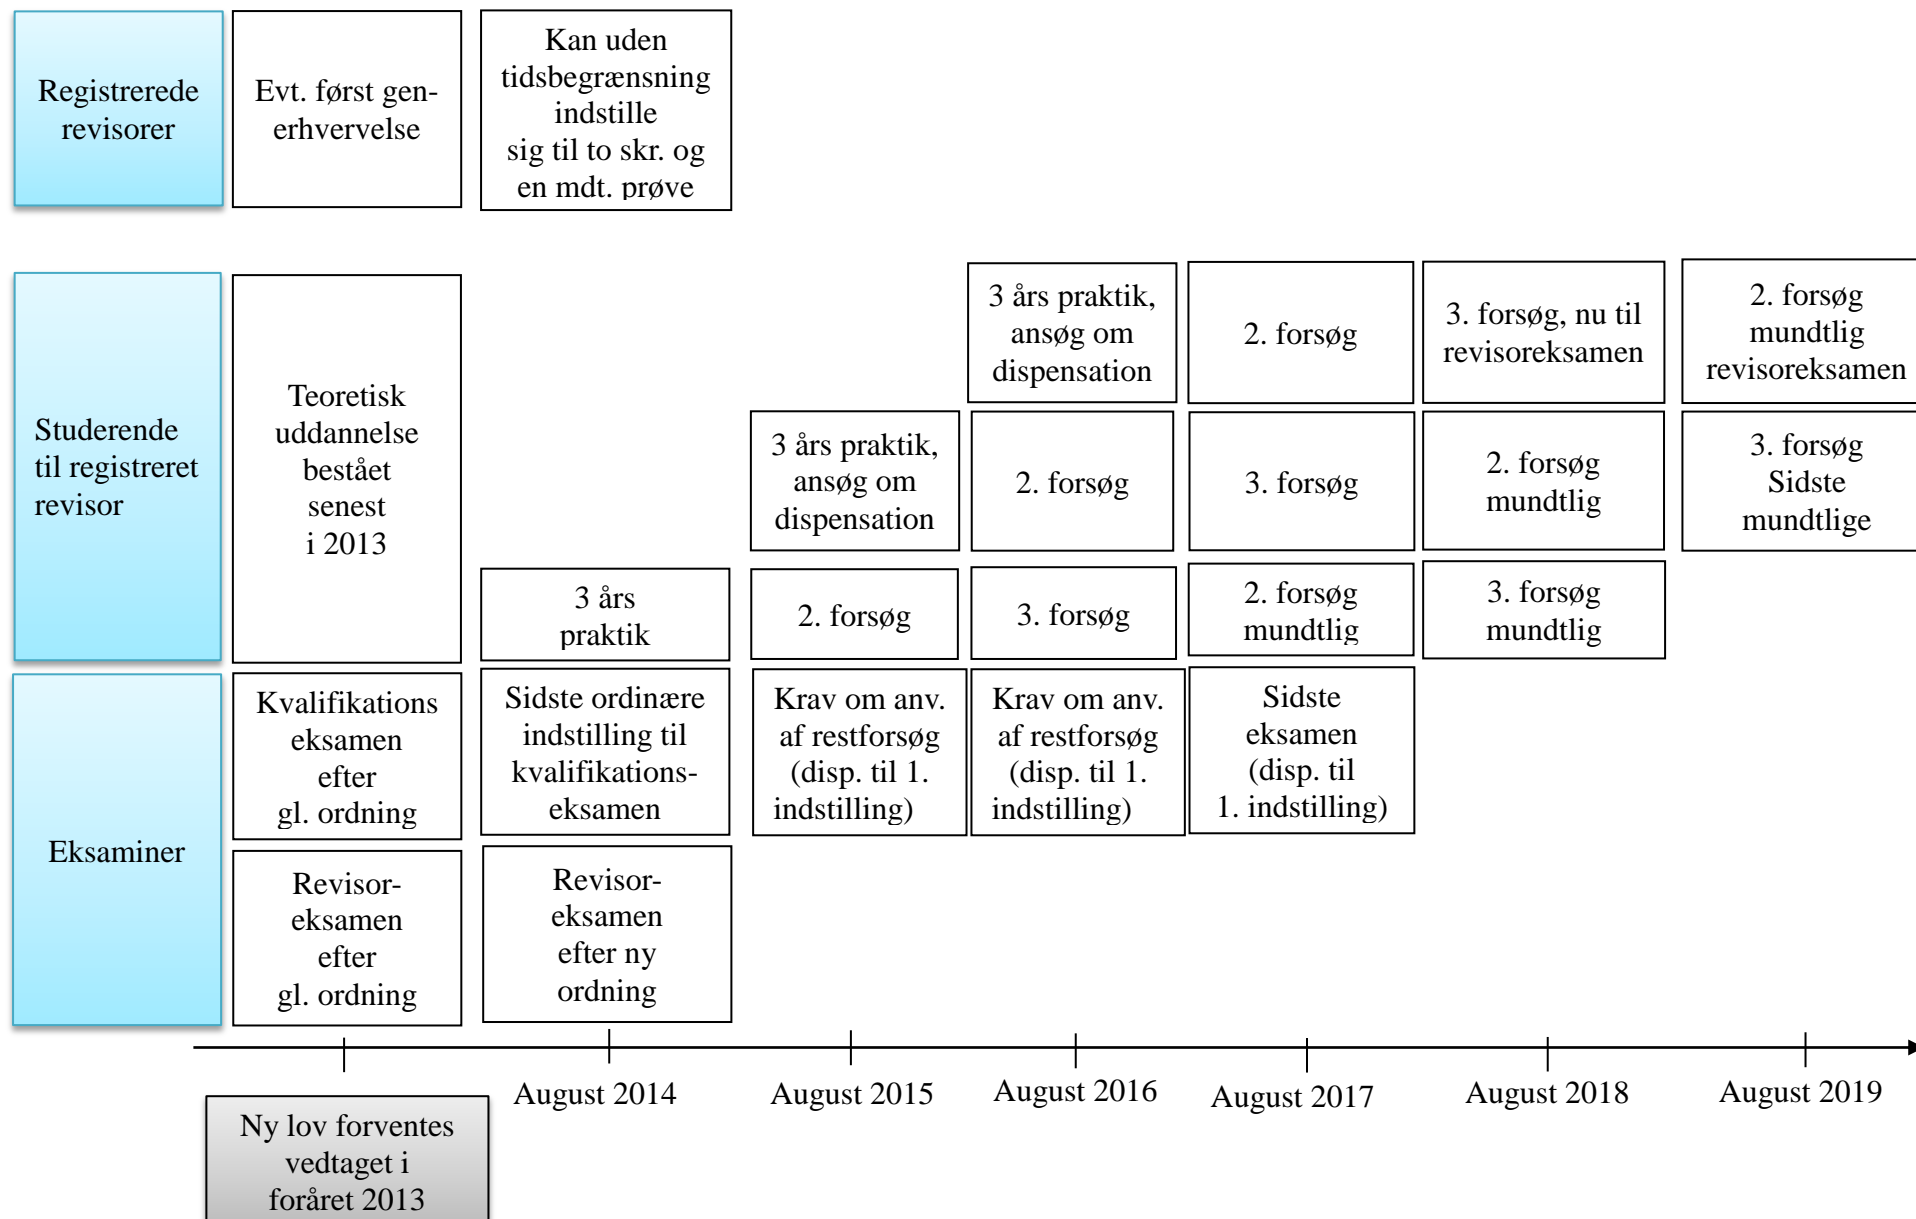 Registrerede
revisorer
Evt. først gen-
erhvervelse
Kan uden
tidsbegrænsning
indstille
sig til to skr. og
en mdt. prøve
Studerende
til registreret
revisor
Teoretisk
uddannelse
bestået
senest
i 2013
3 års praktik,
ansøg om
dispensation
2. forsøg
3. forsøg, nu til
revisoreksamen
2. forsøg
mundtlig
revisoreksamen
3 års praktik,
ansøg om
dispensation
2. forsøg
3. forsøg
2. forsøg
mundtlig
3. forsøg
Sidste
mundtlige
3 års
praktik
2. forsøg
3. forsøg
2. forsøg
mundtlig
3. forsøg
mundtlig
Eksaminer
Kvalifikations
eksamen
efter
gl. ordning
Sidste ordinære
indstilling til
kvalifikations-
eksamen
Krav om anv.
af restforsøg
(disp. til 1.
indstilling)
Krav om anv.
af restforsøg
(disp. til 1.
indstilling)
Sidste
eksamen
(disp. til
1. indstilling)
Revisor-
eksamen
efter
gl. ordning
Revisor-
eksamen
efter ny
ordning
August 2014
August 2015
August 2016
August 2017
August 2018
August 2019
Ny lov forventes
vedtaget i
foråret 2013